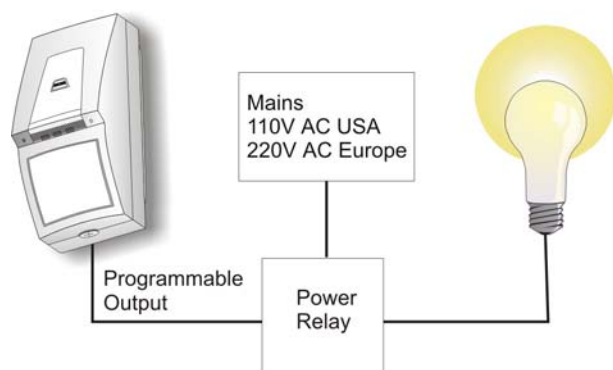 Mains
110V AC USA
220V AC Europe
Programmable
Output
Power
Relay